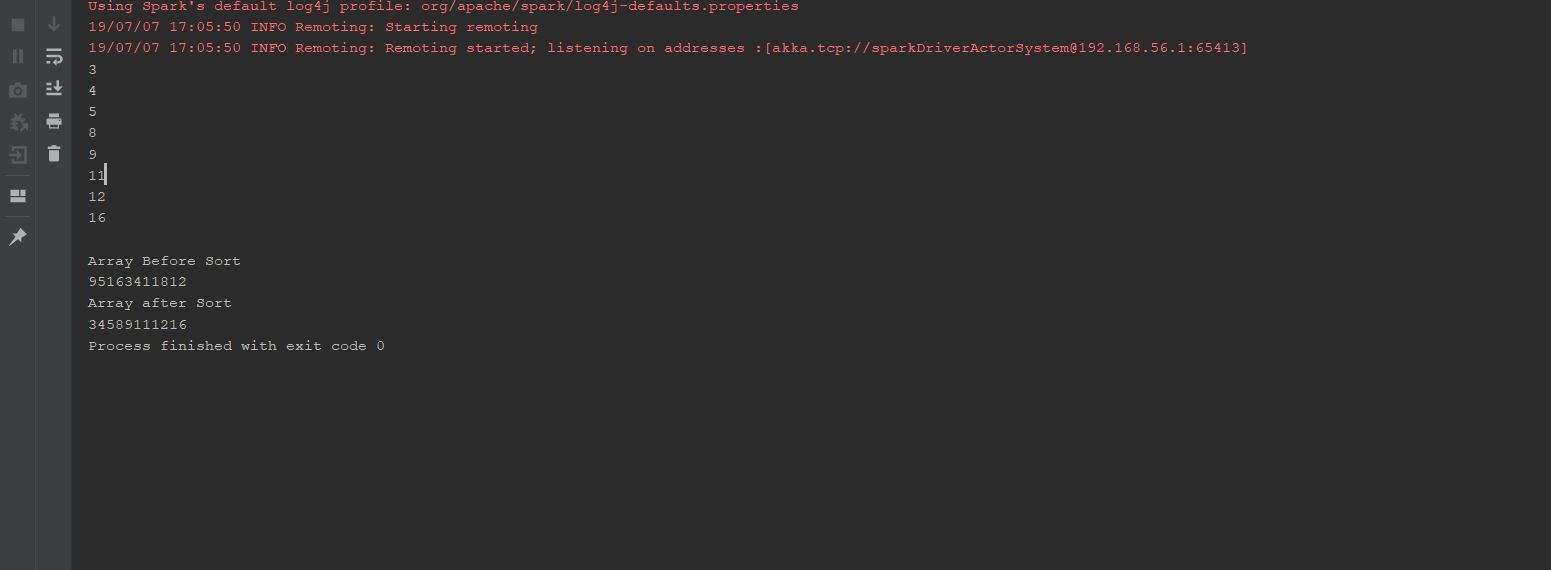 Using Spark's default log4j profile: org/apache/spark/log4j-defaults.properties
19/07/07 17:05:50 INFO Remoting: Starting remoting
19/07/07 17:05:50 INFO Remoting: Remoting started; listening on addresses :[akka.tcp://sparkDriverActorSystem@192.168.56.1:65413]
3
4
5
8
9
11
12
16
Array Before Sort
95163411812
Array after Sort
34589111216
Process finished with exit code 0